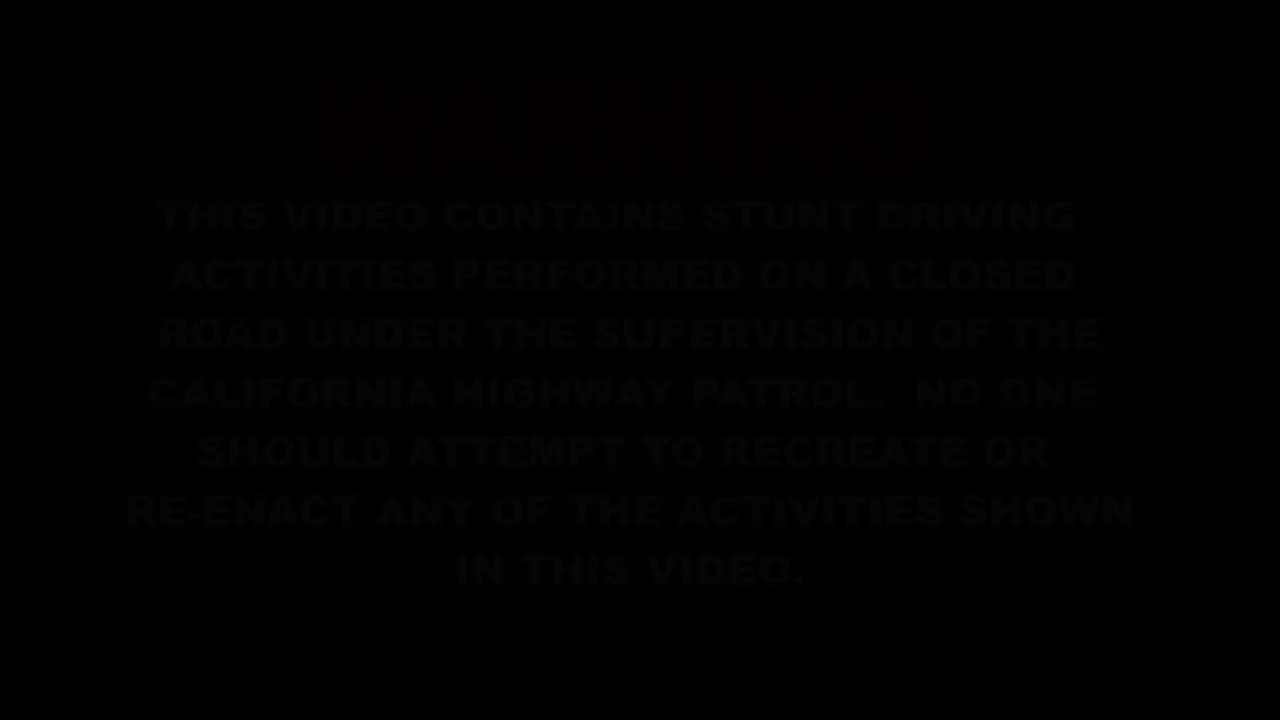 WARNING
THIS VIDEO CONTAINS STUNT DRIVING
ACTIVITIES PERFORMED ON A CLOSED
ROAD UNDER THE SUPERVISION OF THE
CALIFORNIA HIGHWAY PATROL. NO ONE
SHOULD ATTEMPT TO RECREATE OR
RE-ENACT ANY OF THE ACTIVITIES SHOWN
IN THIS VIDEO.